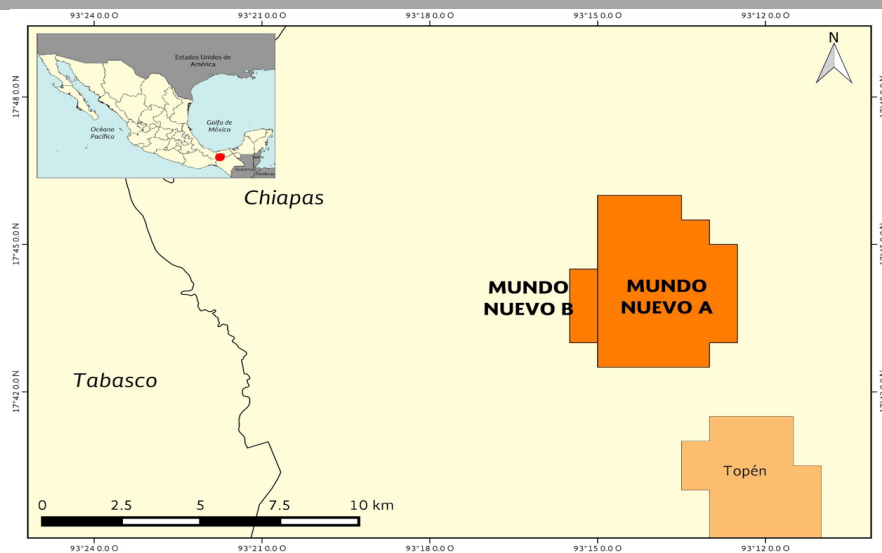 93°24 0.0 O
93°21 0.0 O
93°18 0.0 O
93°15 0.0 O
93°12 0.0 O
N
Estados Unidos de
América
Golfo de
México
Océano
Pacífico
17°48 0.0 N
Chiapas
17°45 0.0 N
MUNDO
NUEVO B
MUNDO
NUEVO A
Tabasco
17°42 0.0 N
Topén
0 2.5 5 7.5 10 km
93°24 0.0 O
93°21 0.0 O
93°18 0.0 O
93°15 0.0 O
93°12 0.0 O